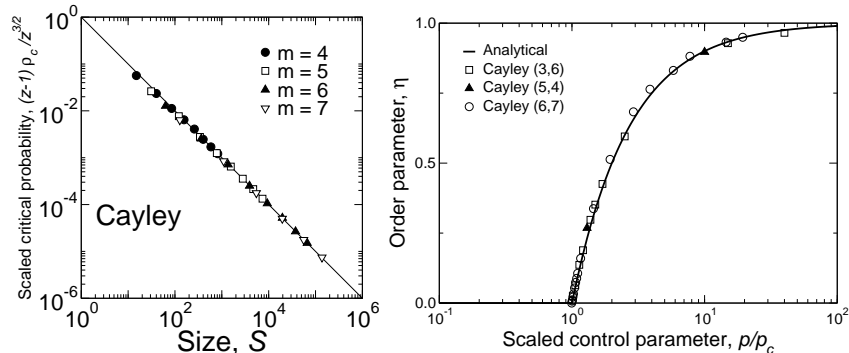 Scaled critical probability, (z-1) ρc /z^3/2
10^0
10^-2
10^-4
10^-6
m = 4
m = 5
m = 6
m = 7
Cayley
10^0 10^2 10^4 10^6
Size, S
Order parameter, η
1.0
0.5
0.0
Analytical
Cayley (3,6)
Cayley (5,4)
Cayley (6,7)
10^-1 10^0 10^1 10^2
Scaled control parameter, p/pc